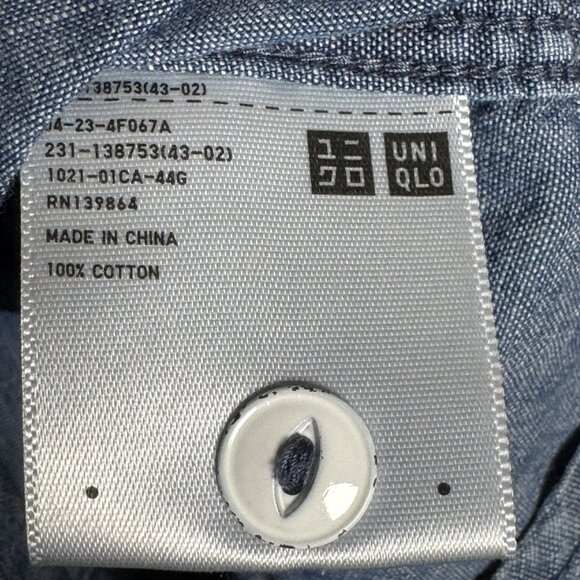 138753(43-02)
4-23-4F067A
231-138753(43-02)
1021-01CA-44G
RN139864
MADE IN CHINA
100% COTTON
ユニ
クロ
UNI
QLO